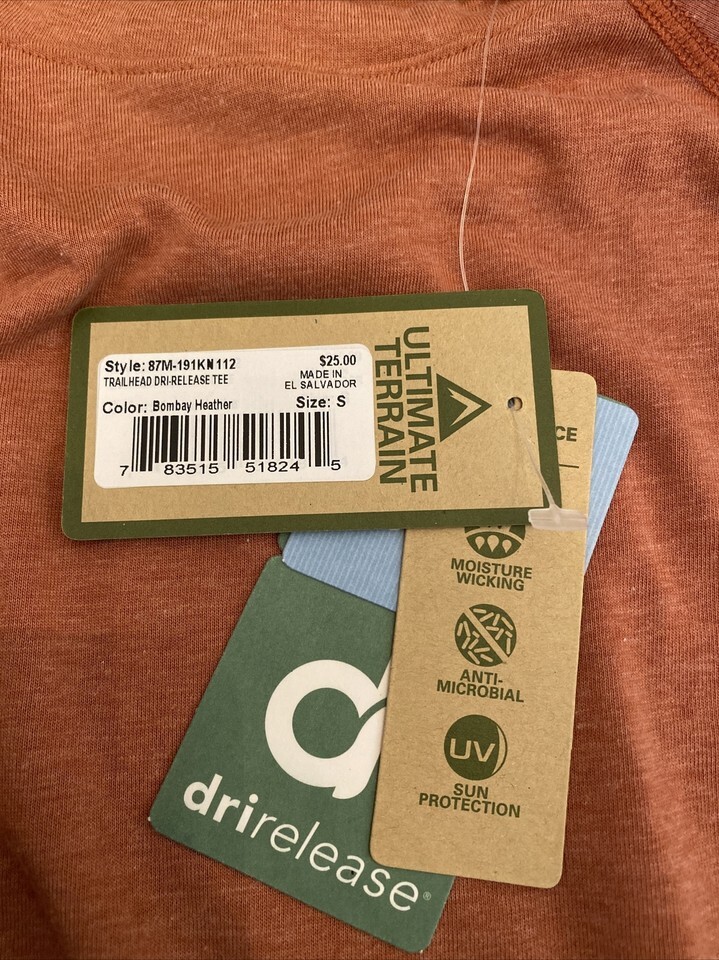 Style: 87M-191KN112
$25.00
TRAILHEAD DRI-RELEASE TEE
MADE IN
EL SALVADOR
Color: Bombay Heather
Size: S
7 83515 51824 5
ULTIMATE
TERRAIN
MOISTURE
WICKING
ANTI-
MICROBIAL
UV
SUN
PROTECTION
d
drirelease®